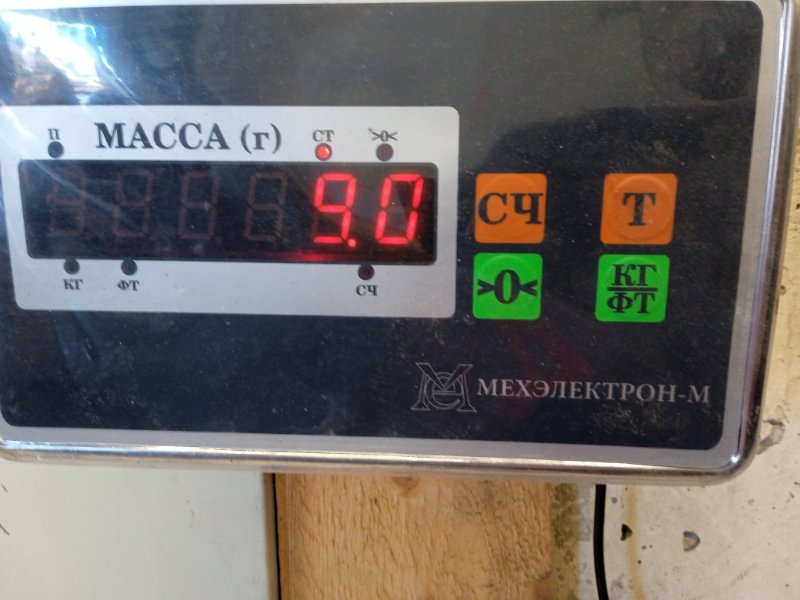 П МАССА (г) СТ >0<
9.0
КГ ФТ СЧ
СЧ Т
>0< КГ
ФТ
МЕХЭЛЕКТРОН-М